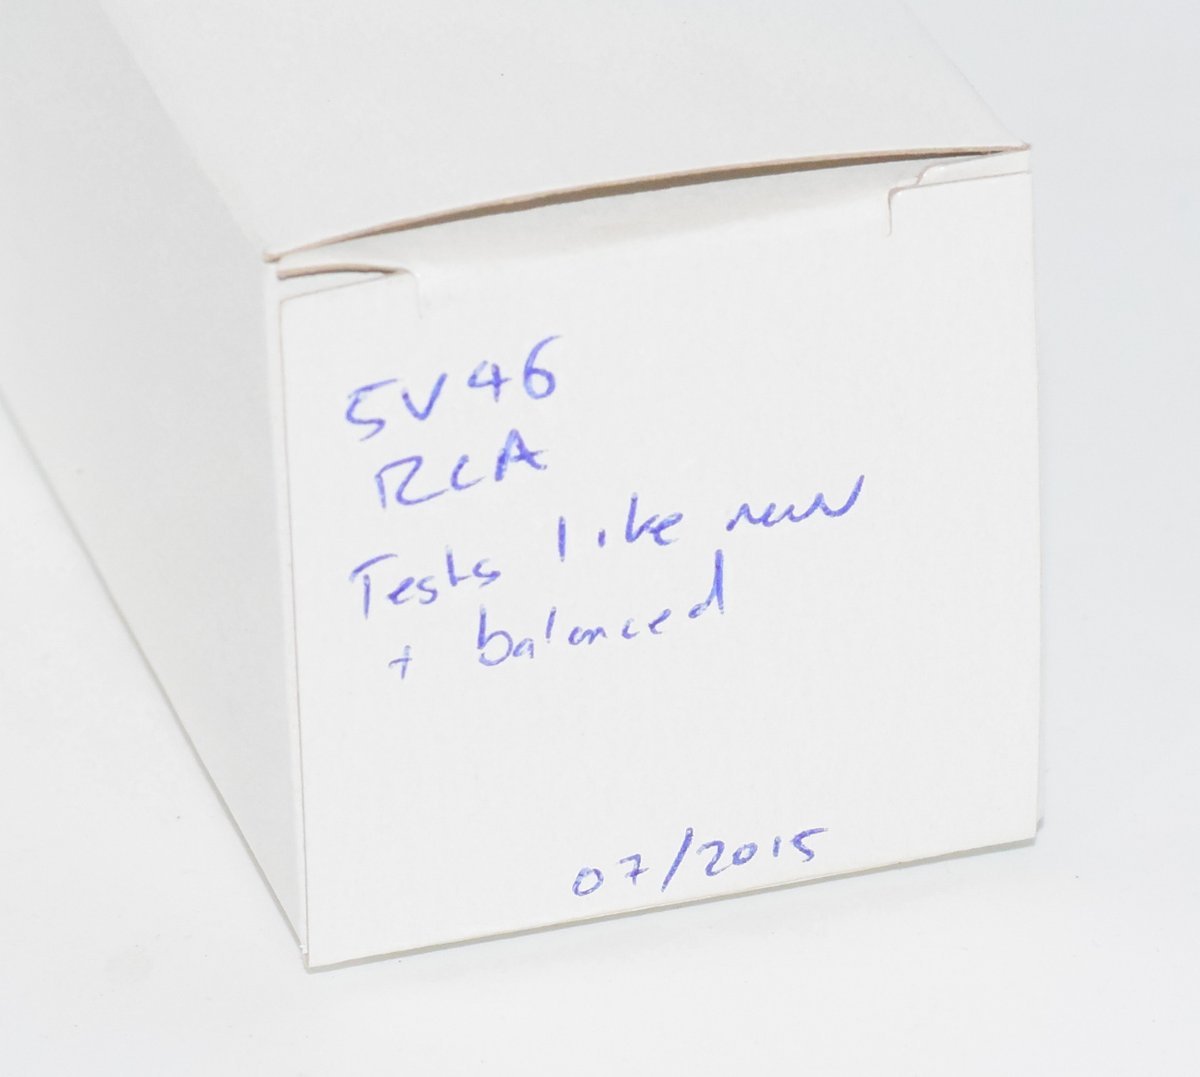 5V46
RCA
Tests like new
+ balanced
07/2015